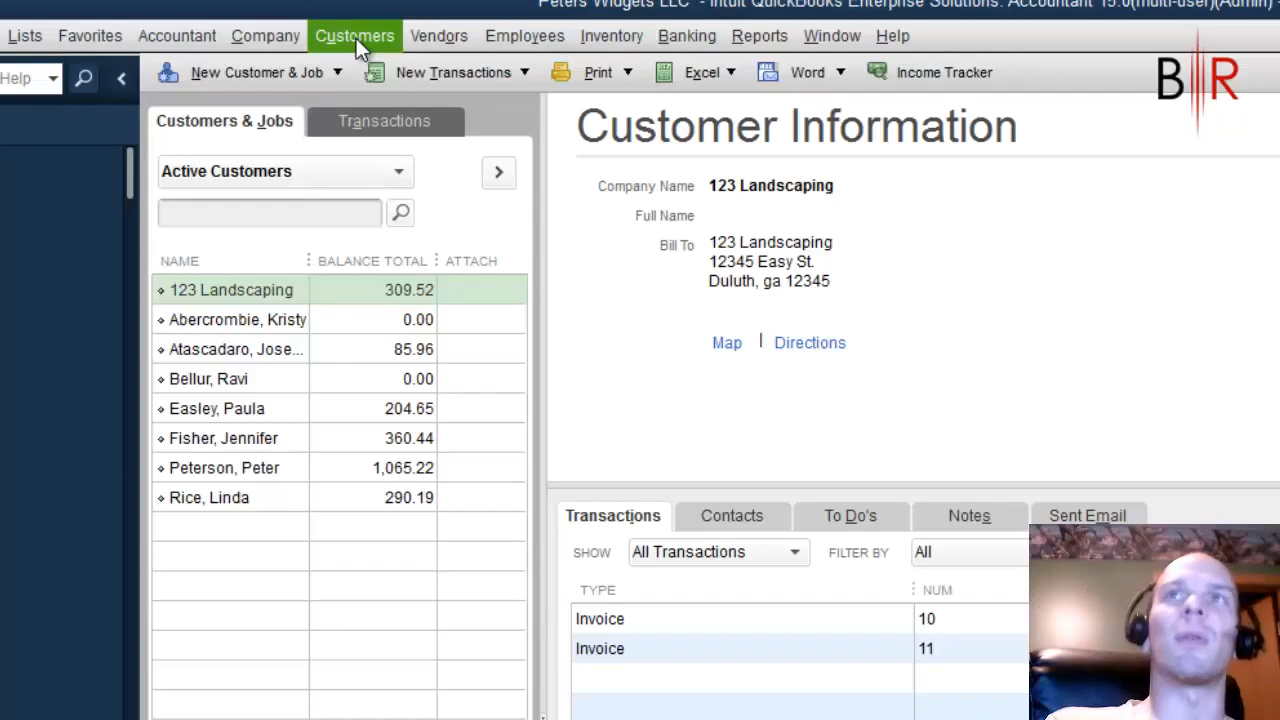 Peters Widgets LLC - Intuit QuickBooks Enterprise Solutions: Accountant 15.0(multi-user)(Admin) -
Lists Favorites Accountant Company Customers Vendors Employees Inventory Banking Reports Window Help
Help New Customer & Job New Transactions Print Excel Word Income Tracker
B R
Customers & Jobs Transactions
Customer Information
Active Customers
Company Name 123 Landscaping
Full Name
Bill To 123 Landscaping
12345 Easy St.
Duluth, ga 12345
Map Directions
NAME BALANCE TOTAL ATTACH
123 Landscaping 309.52
Abercrombie, Kristy 0.00
Atascadaro, Jose... 85.96
Bellur, Ravi 0.00
Easley, Paula 204.65
Fisher, Jennifer 360.44
Peterson, Peter 1,065.22
Rice, Linda 290.19
Transactions Contacts To Do's Notes Sent Email
SHOW All Transactions FILTER BY All
TYPE NUM
Invoice 10
Invoice 11